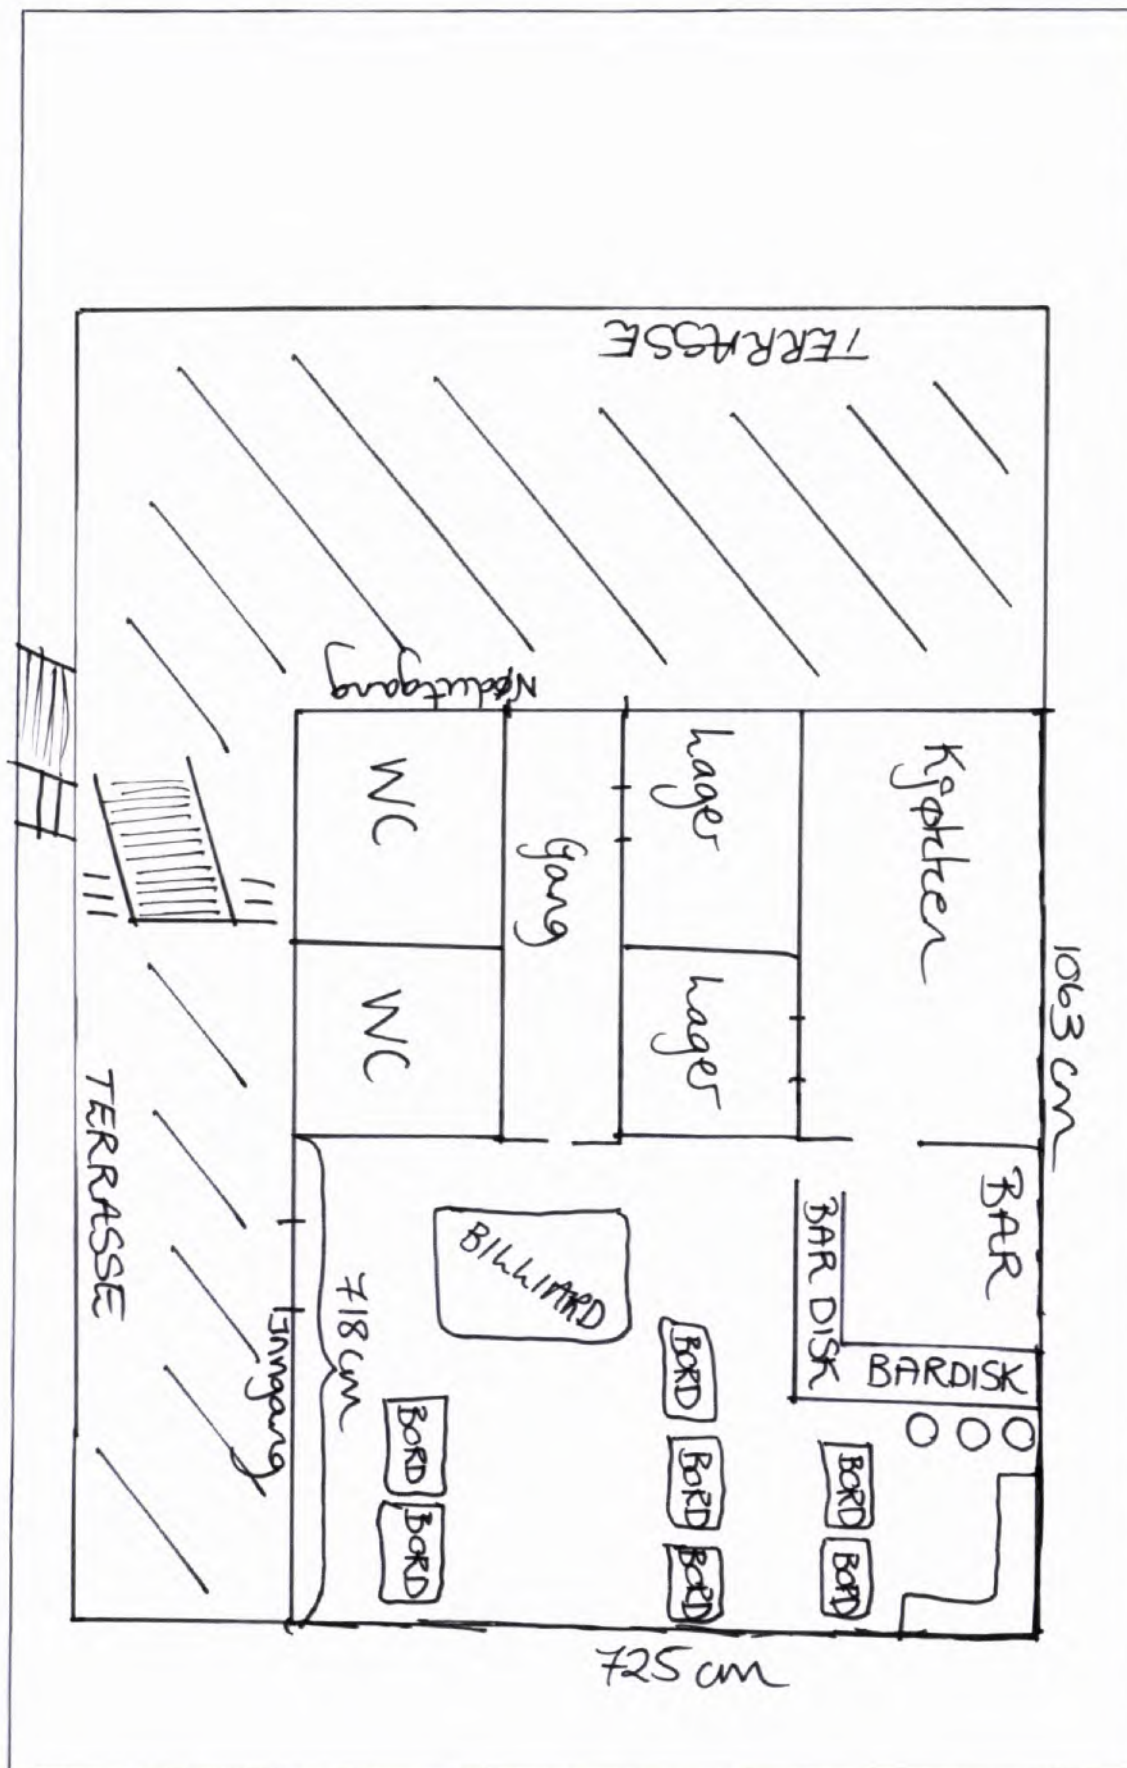 TERRASSE
Nødutgang
WC
Gang
Lager
Kjøkken
WC
Lager
1063 cm
TERRASSE
Inngang
718 cm
BILLIARD
BAR DISK
BAR
BARDISK
BORD
BORD
BORD
BORD
BORD
BORD
BORD
725 cm